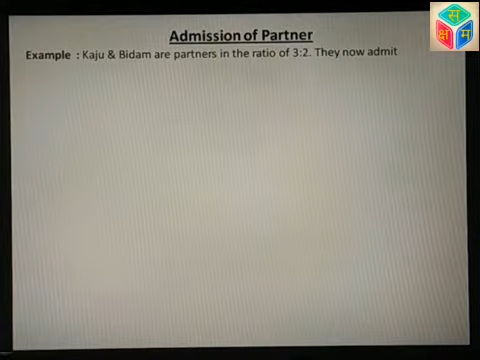 Admission of Partner
Example : Kaju & Bidam are partners in the ratio of 3:2. They now admit
स
क्ष
म